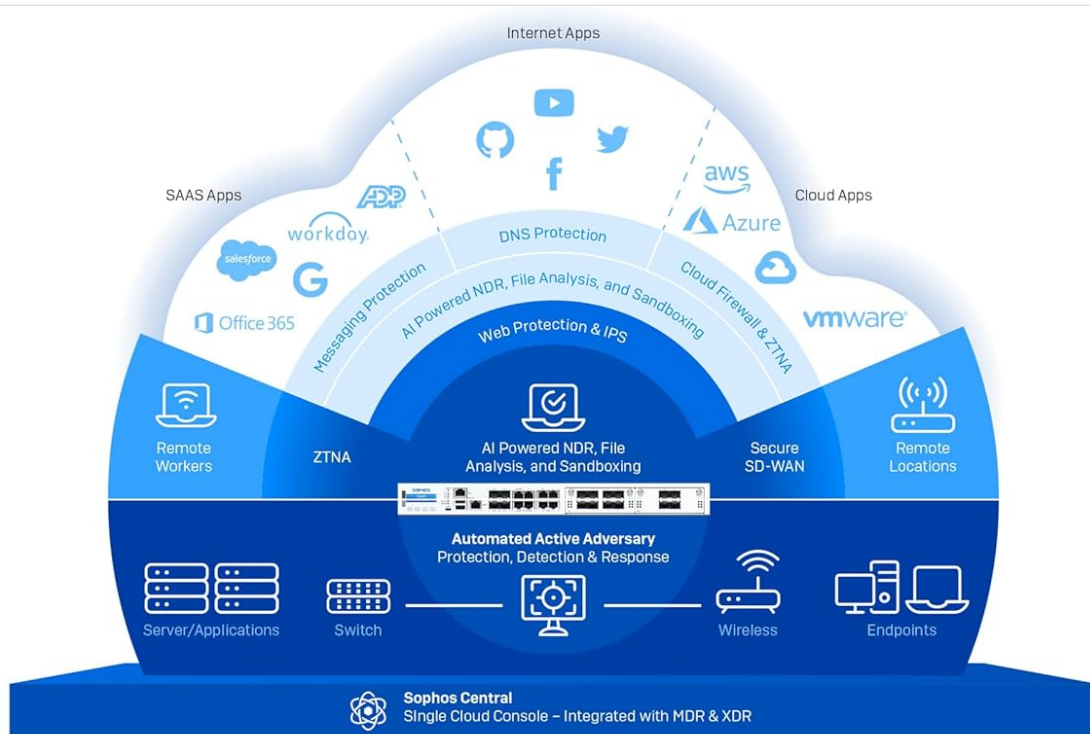 Internet Apps
SAAS Apps
ADP
workday.
salesforce
G
Office 365
f
aws
Azure
vmware®
Cloud Apps
Messaging Protection
DNS Protection
Cloud Firewall & ZTNA
AI Powered NDR, File Analysis, and Sandboxing
Web Protection & IPS
Remote
Workers
ZTNA
AI Powered NDR, File
Analysis, and Sandboxing
Secure
SD-WAN
Remote
Locations
SOPHOS
Automated Active Adversary
Protection, Detection & Response
Server/Applications
Switch
Wireless
Endpoints
Sophos Central
Single Cloud Console – Integrated with MDR & XDR